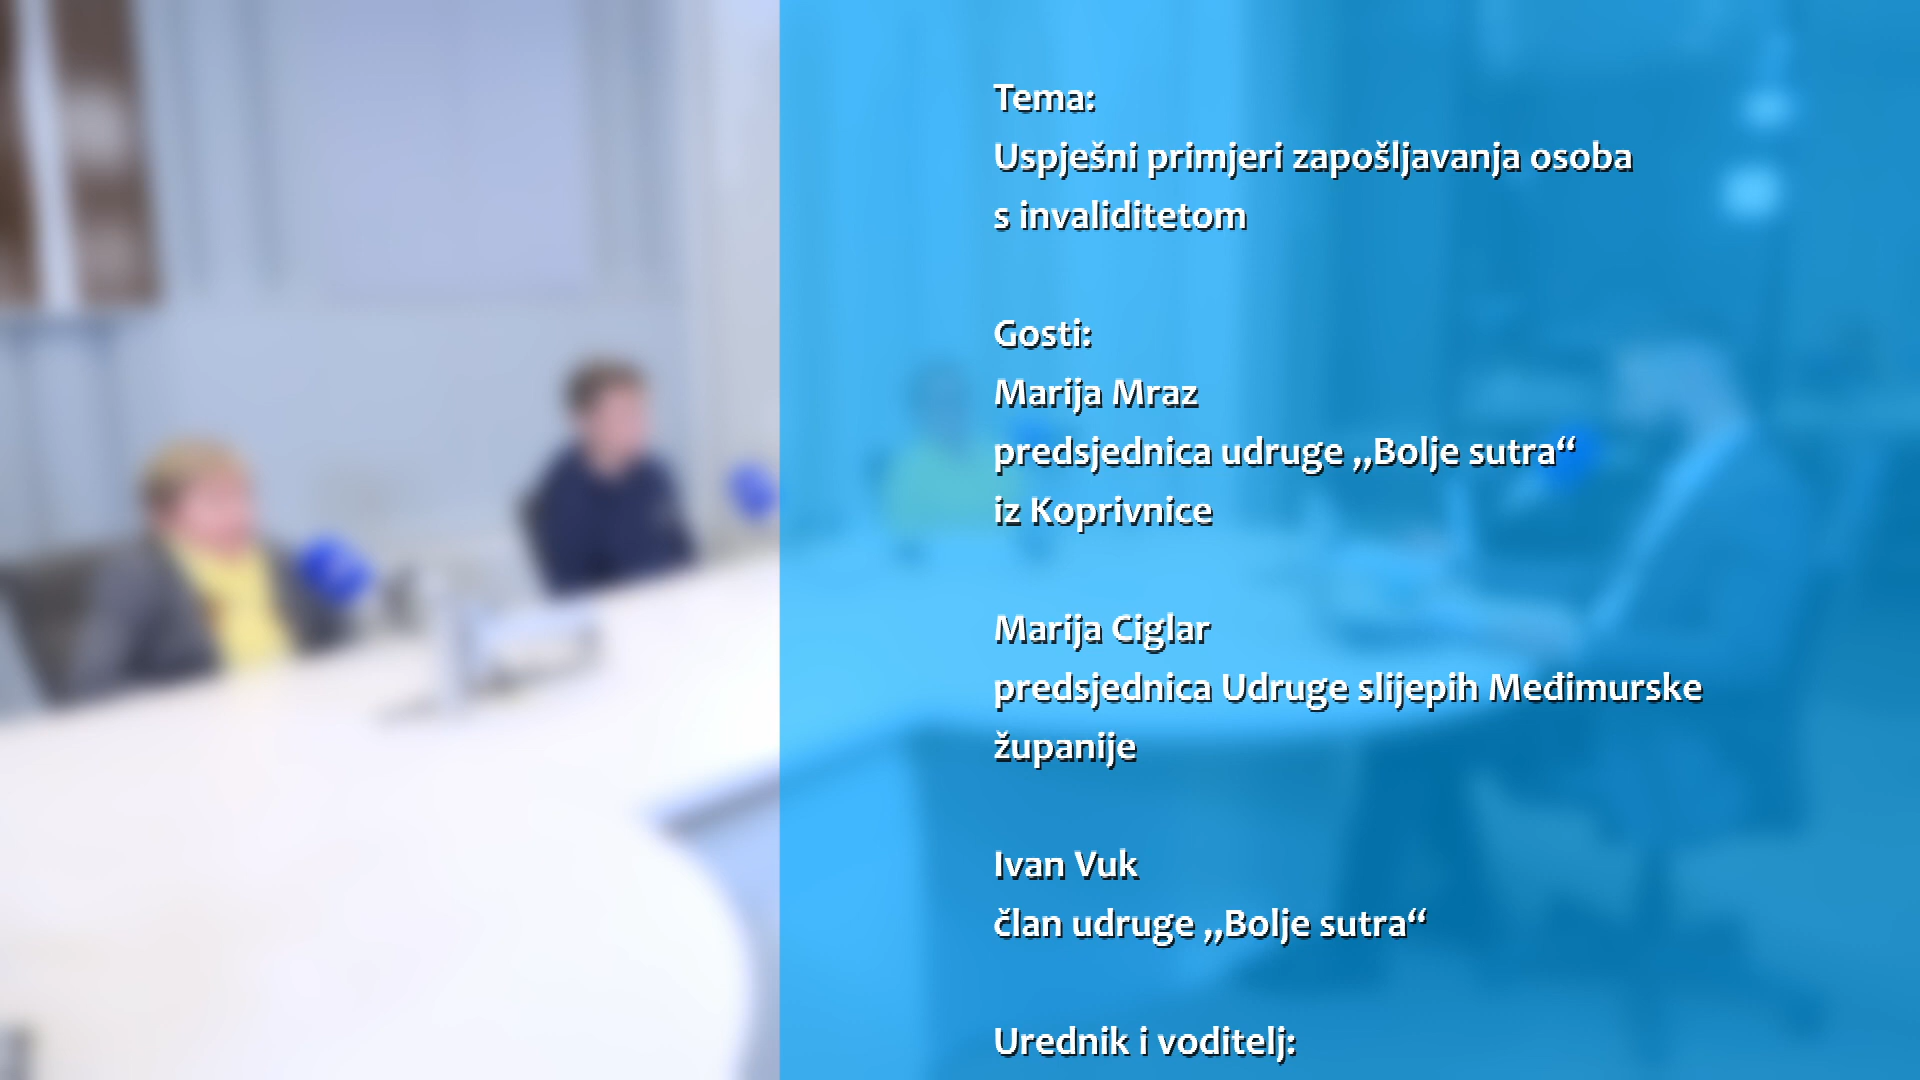 Tema:
Uspješni primjeri zapošljavanja osoba
s invaliditetom
Gosti:
Marija Mraz
predsjednica udruge „Bolje sutra“
iz Koprivnice
Marija Ciglar
predsjednica Udruge slijepih Međimurske
županije
Ivan Vuk
član udruge „Bolje sutra“
Urednik i voditelj: